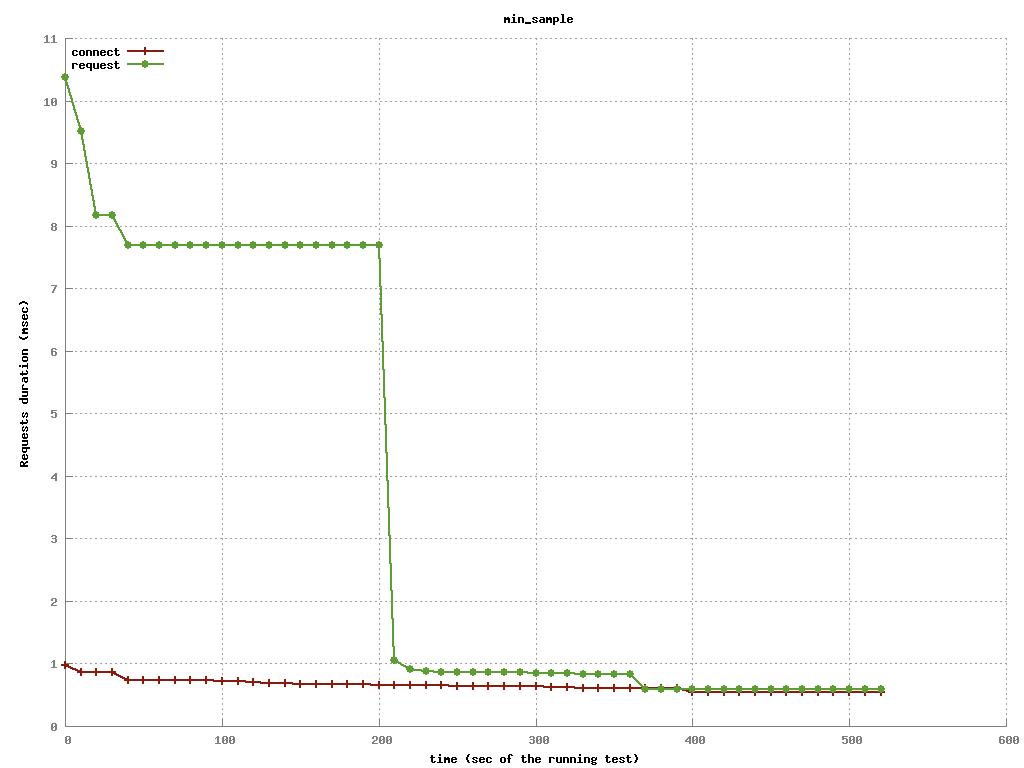 min_sample
connect
request
11
10
9
8
7
6
5
4
3
2
1
0
Requests duration (msec)
0 100 200 300 400 500 600
time (sec of the running test)